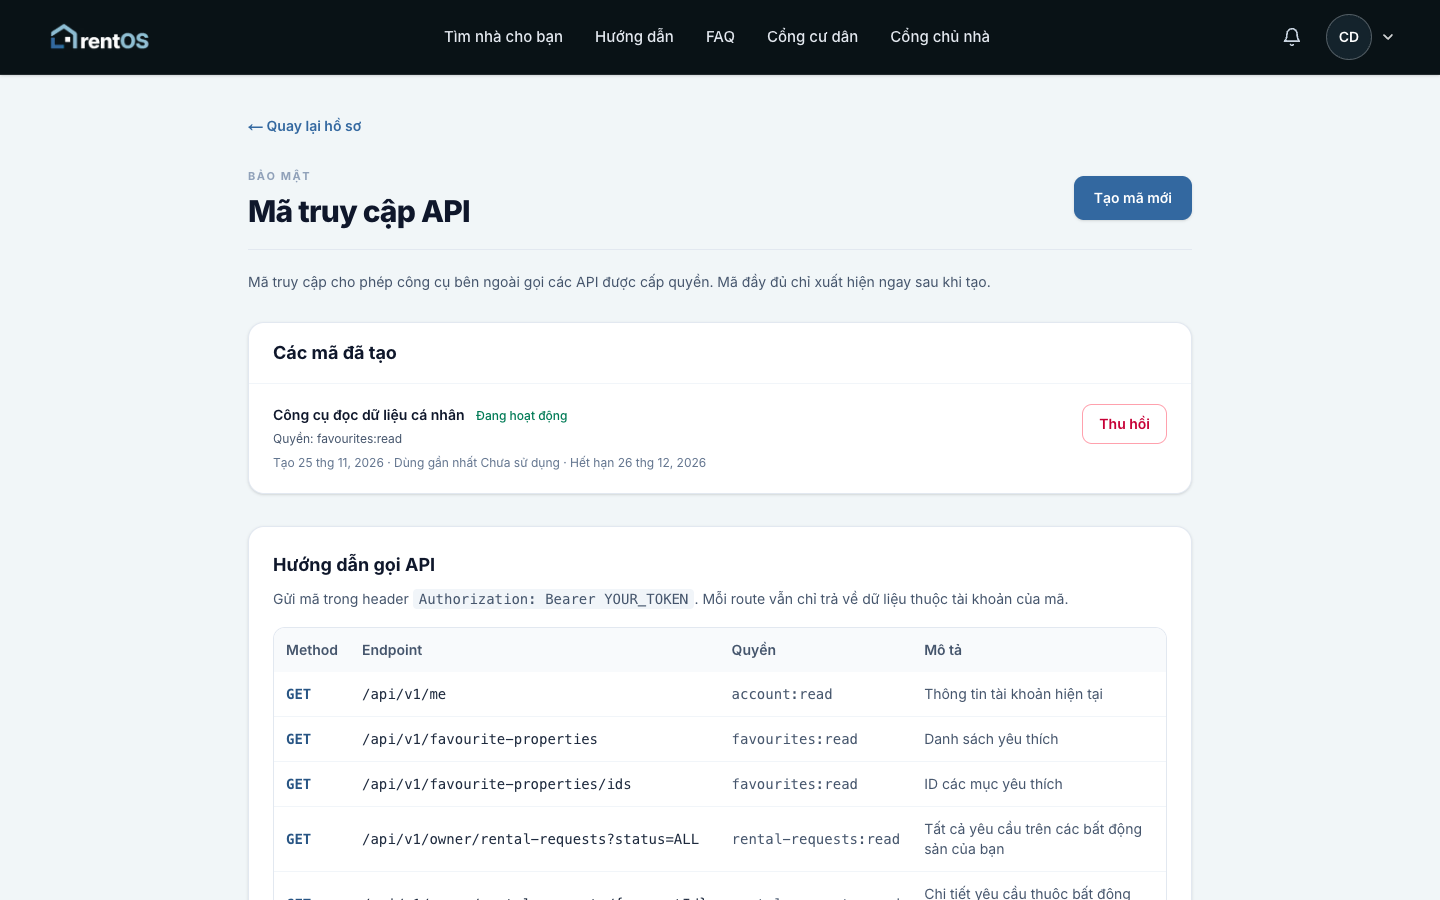 rentOS
Tìm nhà cho bạn
Hướng dẫn
FAQ
Cổng cư dân
Cổng chủ nhà
CD
← Quay lại hồ sơ
BẢO MẬT
Mã truy cập API
Tạo mã mới
Mã truy cập cho phép công cụ bên ngoài gọi các API được cấp quyền. Mã đầy đủ chỉ xuất hiện ngay sau khi tạo.
Các mã đã tạo
Công cụ đọc dữ liệu cá nhân Đang hoạt động
Quyền: favourites:read
Tạo 25 thg 11, 2026 · Dùng gần nhất Chưa sử dụng · Hết hạn 26 thg 12, 2026
Thu hồi
Hướng dẫn gọi API
Gửi mã trong header Authorization: Bearer YOUR_TOKEN. Mỗi route vẫn chỉ trả về dữ liệu thuộc tài khoản của mã.
Method Endpoint Quyền Mô tả
GET /api/v1/me account:read Thông tin tài khoản hiện tại
GET /api/v1/favourite-properties favourites:read Danh sách yêu thích
GET /api/v1/favourite-properties/ids favourites:read ID các mục yêu thích
GET /api/v1/owner/rental-requests?status=ALL rental-requests:read Tất cả yêu cầu trên các bất động
sản của bạn
Chi tiết yêu cầu thuộc bất động